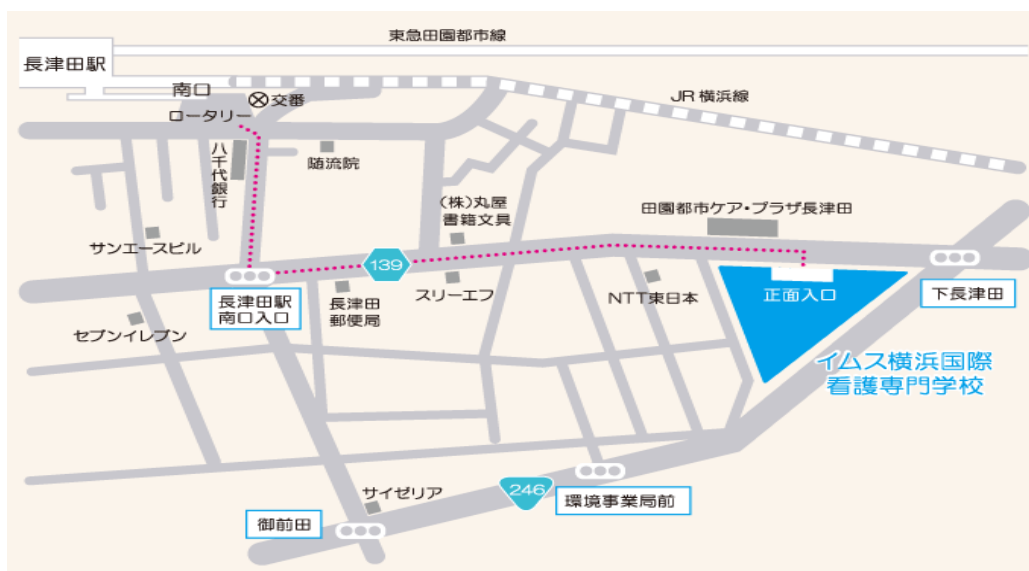 東急田園都市線
長津田駅
南口
ロータリー
交番
JR 横浜線
八千代銀行
随流院
(株)丸屋
書籍文具
田園都市ケア・プラザ長津田
サンエースビル
139
長津田駅
南口入口
長津田
郵便局
スリーエフ
NTT東日本
正面入口
下長津田
セブンイレブン
イムス横浜国際
看護専門学校
サイゼリア
246
環境事業局前
御前田